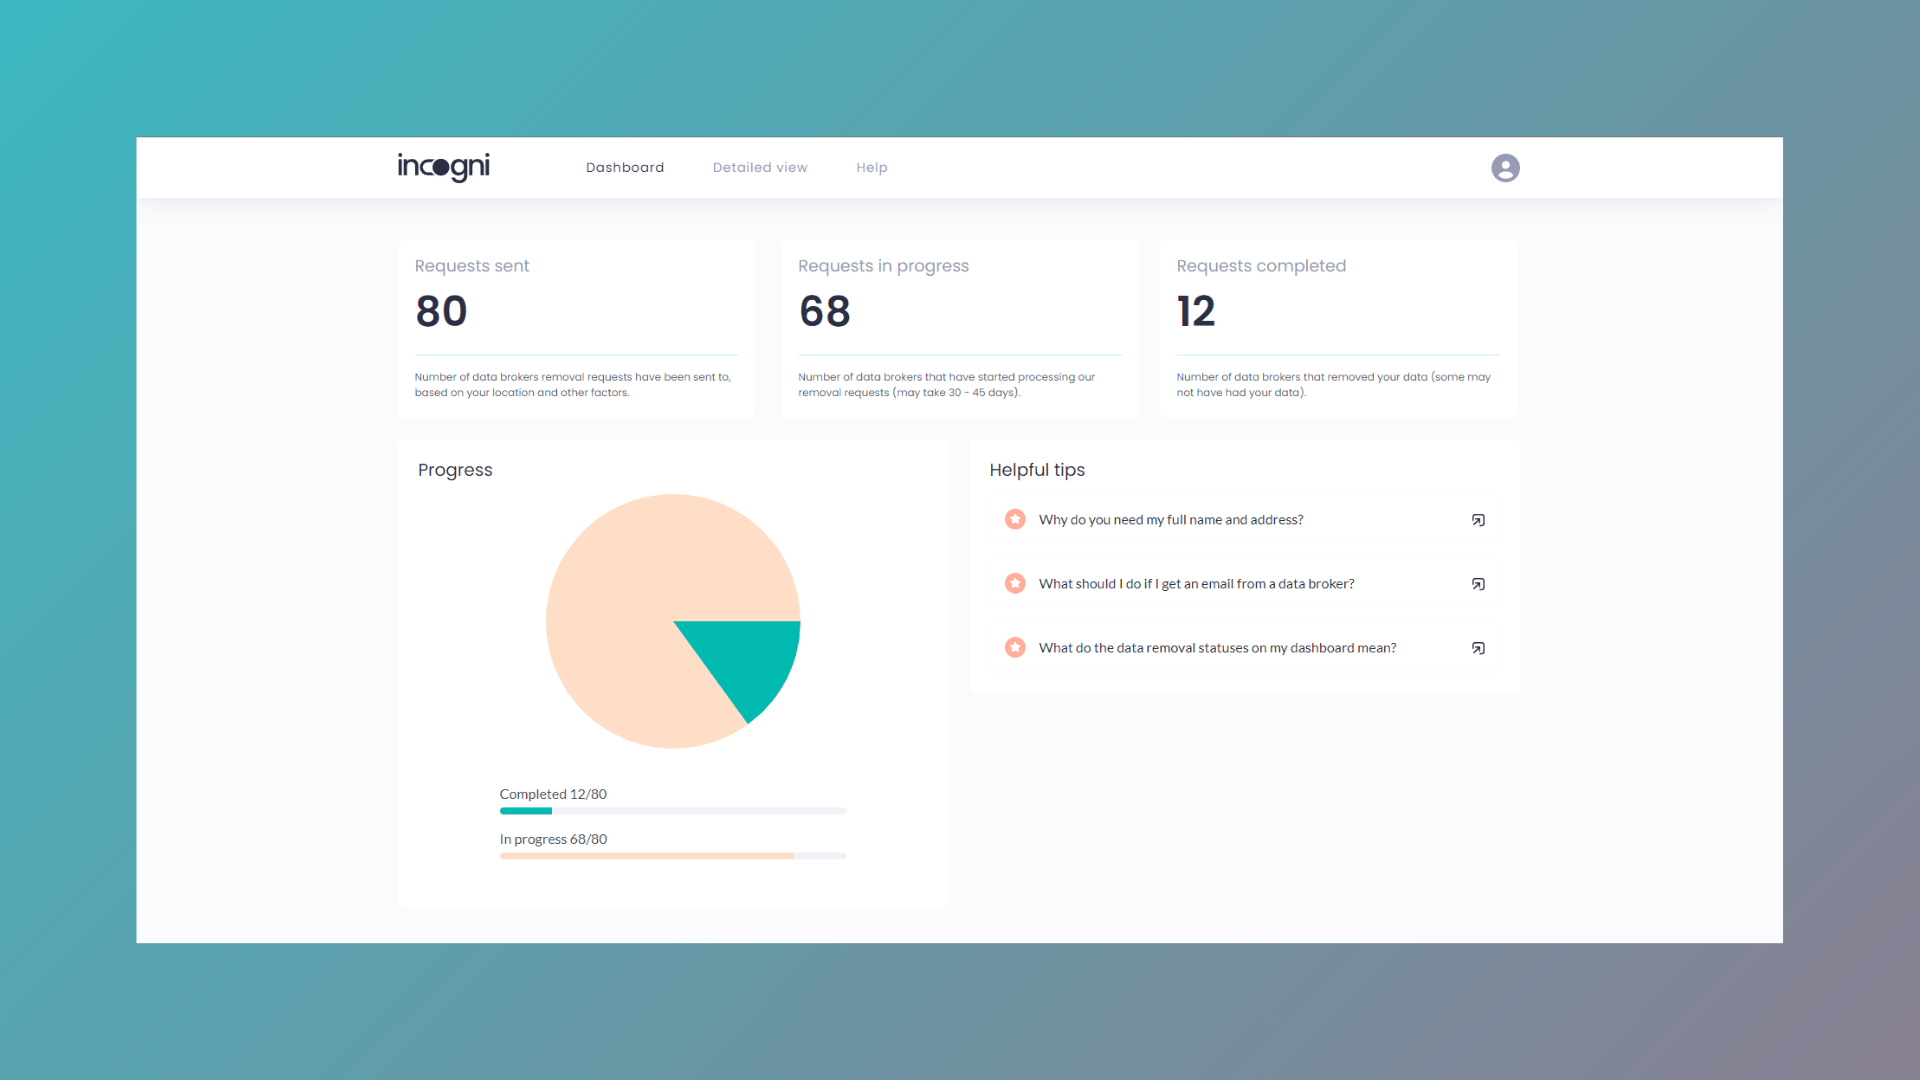 incogni
Dashboard
Detailed view
Help
Requests sent
80
Number of data brokers removal requests have been sent to,
based on your location and other factors.
Requests in progress
68
Number of data brokers that have started processing our
removal requests (may take 30 - 45 days).
Requests completed
12
Number of data brokers that removed your data (some may
not have had your data).
Progress
Completed 12/80
In progress 68/80
Helpful tips
Why do you need my full name and address?
What should I do if I get an email from a data broker?
What do the data removal statuses on my dashboard mean?